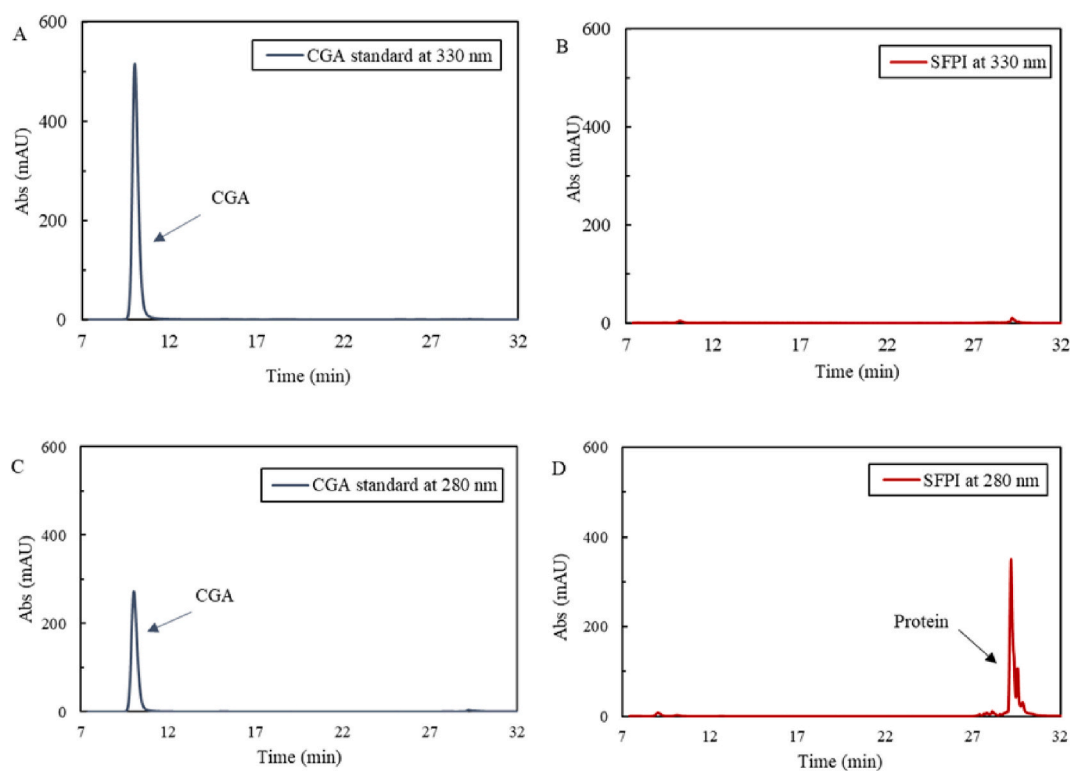 A
600
400
200
0
Abs (mAU)
CGA standard at 330 nm
CGA
7 12 17 22 27 32
Time (min)
B
600
400
200
0
Abs (mAU)
SFPI at 330 nm
7 12 17 22 27 32
Time (min)
C
600
400
200
0
Abs (mAU)
CGA standard at 280 nm
CGA
7 12 17 22 27 32
Time (min)
D
600
400
200
0
Abs (mAU)
SFPI at 280 nm
Protein
7 12 17 22 27 32
Time (min)